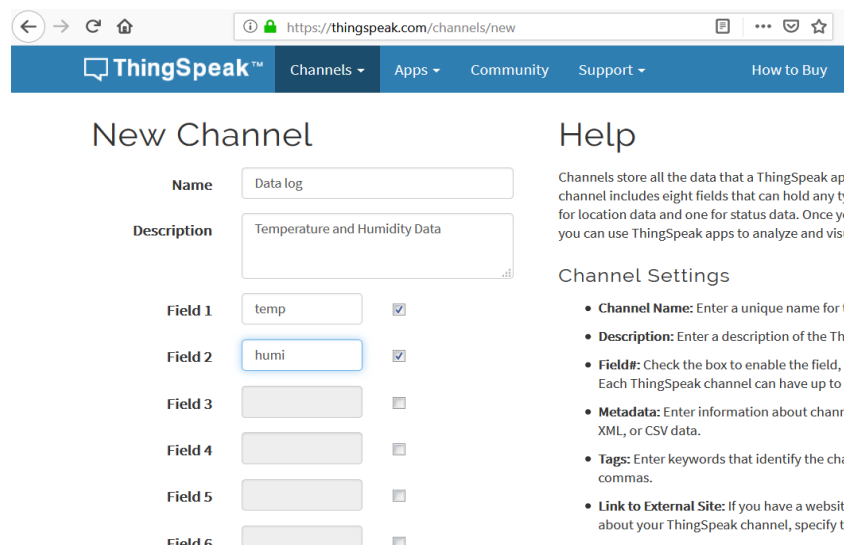 https://thingspeak.com/channels/new
ThingSpeak™ Channels Apps Community Support How to Buy
New Channel
Name Data log
Description Temperature and Humidity Data
Field 1 temp
Field 2 humi
Field 3
Field 4
Field 5
Field 6
Help
Channels store all the data that a ThingSpeak
channel includes eight fields that can hold any
for location data and one for status data. Once
you can use ThingSpeak apps to analyze and
Channel Settings
Channel Name: Enter a unique name for
Description: Enter a description of the
Field#: Check the box to enable the field,
Each ThingSpeak channel can have up to
Metadata: Enter information about
XML, or CSV data.
Tags: Enter keywords that identify the
commas.
Link to External Site: If you have a
about your ThingSpeak channel, specify